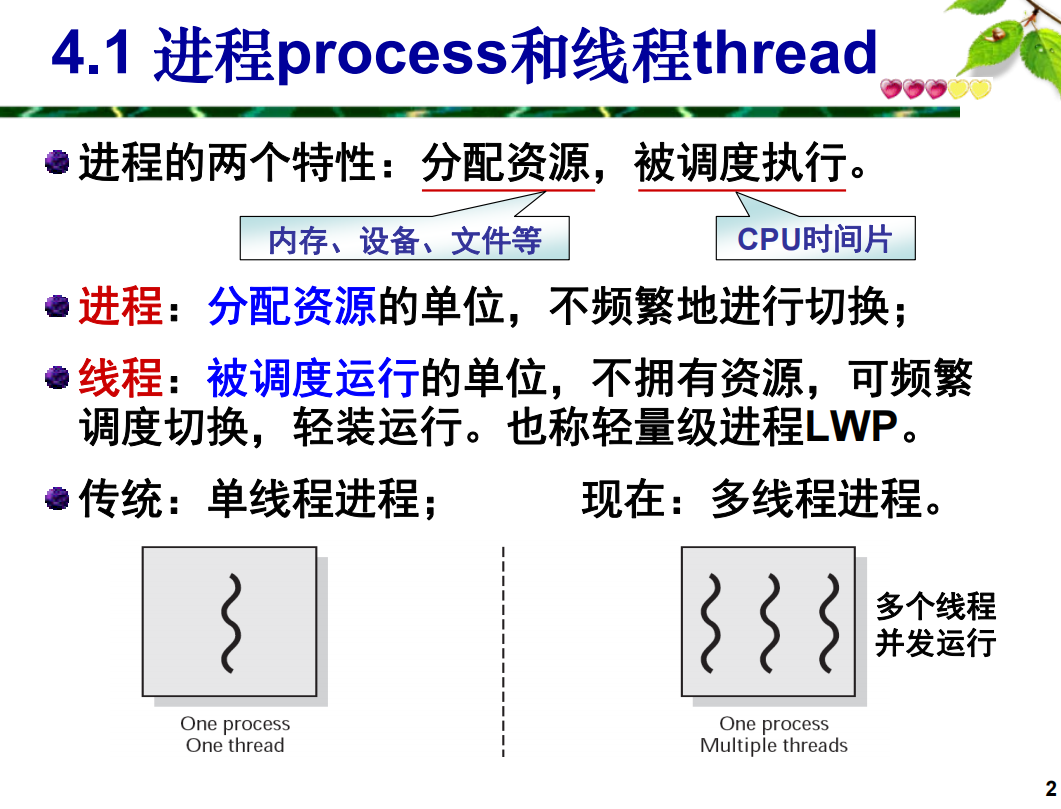 4.1 进程process和线程thread
进程的两个特性：分配资源，被调度执行。
内存、设备、文件等
CPU时间片
进程：分配资源的单位，不频繁地进行切换；
线程：被调度运行的单位，不拥有资源，可频繁
调度切换，轻装运行。也称轻量级进程LWP。
传统：单线程进程；
现在：多线程进程。
多个线程
并发运行
One process
One thread
One process
Multiple threads
2